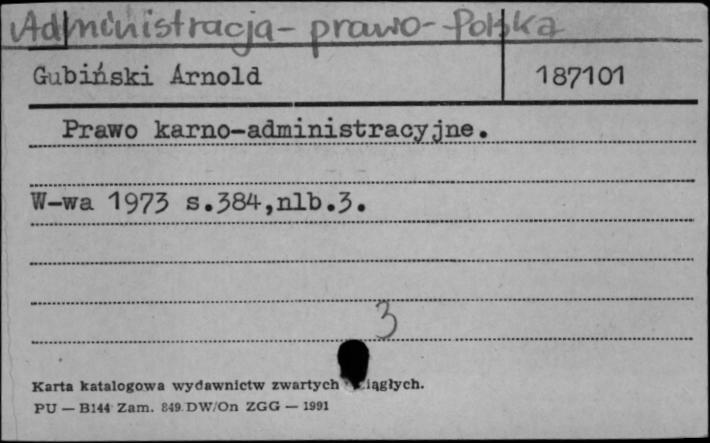 Administracja - prawo - Polska
Gubiński Arnold 187101
Prawo karno-administracyjne.
W-wa 1973 s.384,nlb.3.
3
Karta katalogowa wydawnictw zwartych
PU — B144 Zam. 849 DW/On ZGG — 1991